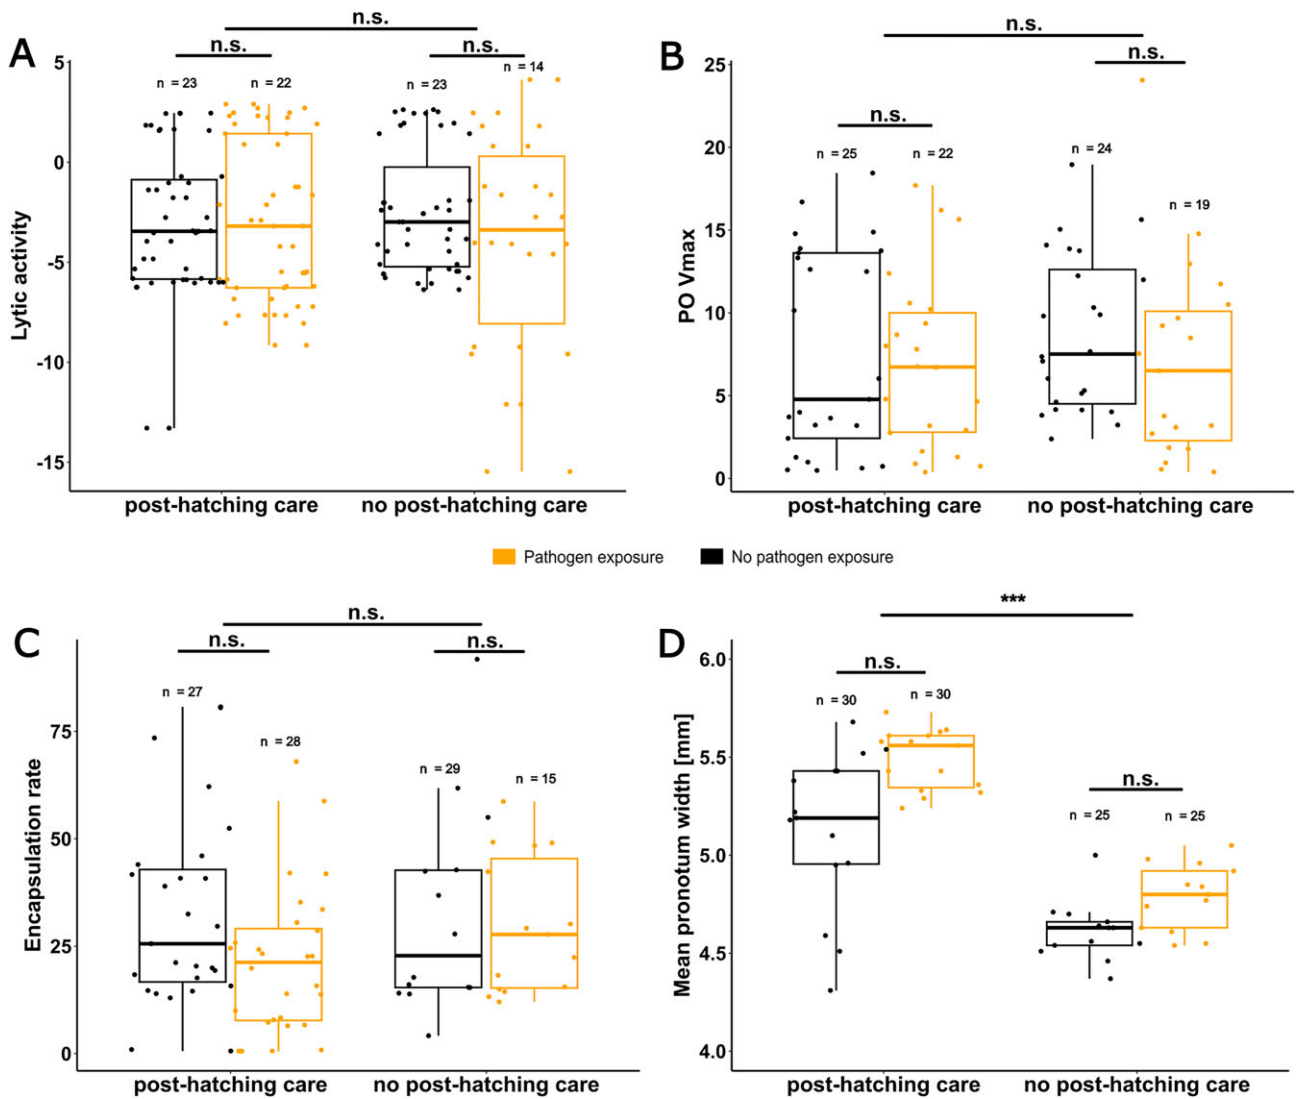 A
n.s.
n.s.
n.s.
n = 23
n = 22
n = 23
n = 14
5
0
-5
-10
-15
Lytic activity
post-hatching care
no post-hatching care
B
n.s.
n.s.
n.s.
n = 25
n = 22
n = 24
n = 19
25
20
15
10
5
0
PO Vmax
post-hatching care
no post-hatching care
Pathogen exposure
No pathogen exposure
C
n.s.
n.s.
n.s.
n = 27
n = 28
n = 29
n = 15
75
50
25
0
Encapsulation rate
post-hatching care
no post-hatching care
D
***
n.s.
n.s.
n = 30
n = 30
n = 25
n = 25
6.0
5.5
5.0
4.5
4.0
Mean pronotum width [mm]
post-hatching care
no post-hatching care